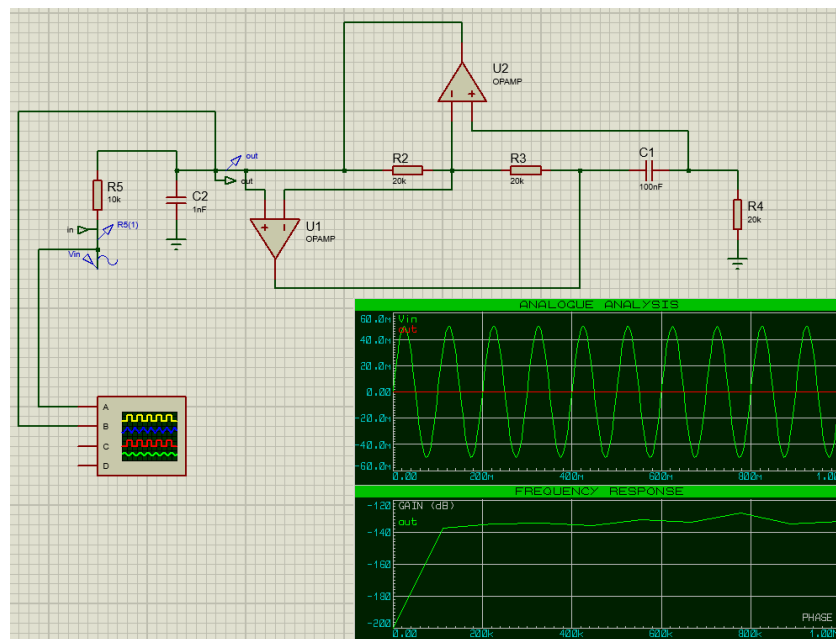 U2
OPAMP
out
R2
20k
R3
20k
C1
100nF
R5
10k
C2
1nF
out
U1
OPAMP
R4
20k
in
R5(1)
Vin
A
B
C
D
ANALOGUE ANALYSIS
60.0m
Vin
out
40.0m
20.0m
0.00
-20.0m
-40.0m
-60.0m
0.00 200m 400m 600m 800m 1.00
FREQUENCY RESPONSE
-120
GAIN (dB)
out
-140
-160
-180
-200
PHASE
0.00 200k 400k 600k 800k 1.0